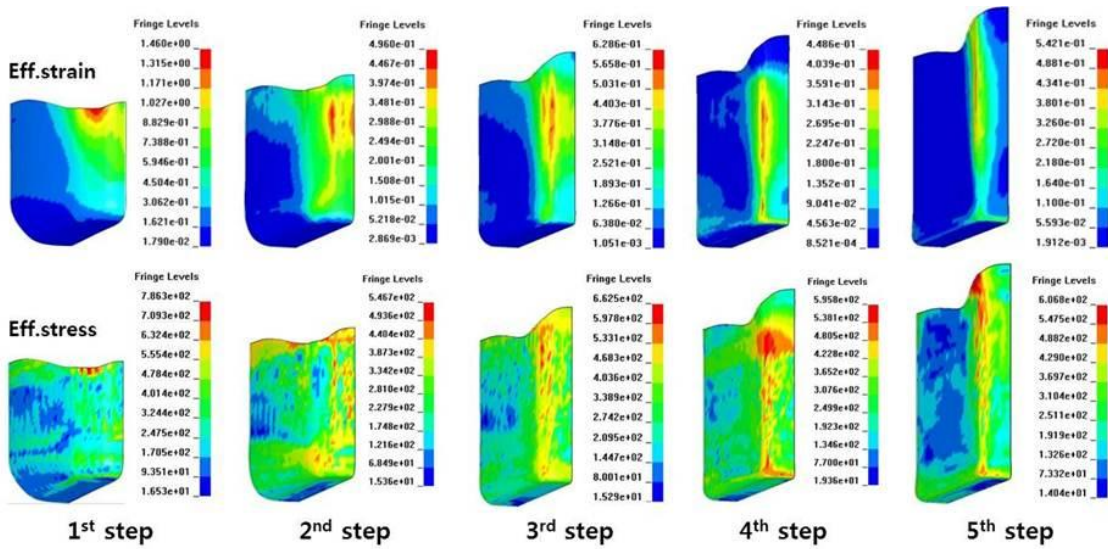 Eff.strain
Fringe Levels
1.460e+00
1.315e+00
1.171e+00
1.027e+00
8.829e-01
7.388e-01
5.946e-01
4.504e-01
3.062e-01
1.621e-01
1.790e-02
Fringe Levels
4.960e-01
4.467e-01
3.974e-01
3.481e-01
2.988e-01
2.494e-01
2.001e-01
1.508e-01
1.015e-01
5.218e-02
2.869e-03
Fringe Levels
6.286e-01
5.658e-01
5.031e-01
4.403e-01
3.776e-01
3.148e-01
2.521e-01
1.893e-01
1.266e-01
6.380e-02
1.051e-03
Fringe Levels
4.486e-01
4.039e-01
3.591e-01
3.143e-01
2.695e-01
2.247e-01
1.800e-01
1.352e-01
9.041e-02
4.563e-02
8.521e-04
Fringe Levels
5.421e-01
4.881e-01
4.341e-01
3.801e-01
3.260e-01
2.720e-01
2.180e-01
1.640e-01
1.100e-01
5.593e-02
1.912e-03
Eff.stress
Fringe Levels
7.863e+02
7.093e+02
6.324e+02
5.554e+02
4.784e+02
4.014e+02
3.244e+02
2.475e+02
1.705e+02
9.351e+01
1.653e+01
Fringe Levels
5.467e+02
4.936e+02
4.404e+02
3.873e+02
3.342e+02
2.810e+02
2.279e+02
1.748e+02
1.216e+02
6.849e+01
1.536e+01
Fringe Levels
6.625e+02
5.978e+02
5.331e+02
4.683e+02
4.036e+02
3.389e+02
2.742e+02
2.095e+02
1.447e+02
8.001e+01
1.529e+01
Fringe Levels
5.958e+02
5.381e+02
4.805e+02
4.228e+02
3.652e+02
3.076e+02
2.499e+02
1.923e+02
1.346e+02
7.700e+01
1.936e+01
Fringe Levels
6.068e+02
5.475e+02
4.882e+02
4.290e+02
3.697e+02
3.104e+02
2.511e+02
1.919e+02
1.326e+02
7.332e+01
1.404e+01
1st step
2nd step
3rd step
4th step
5th step